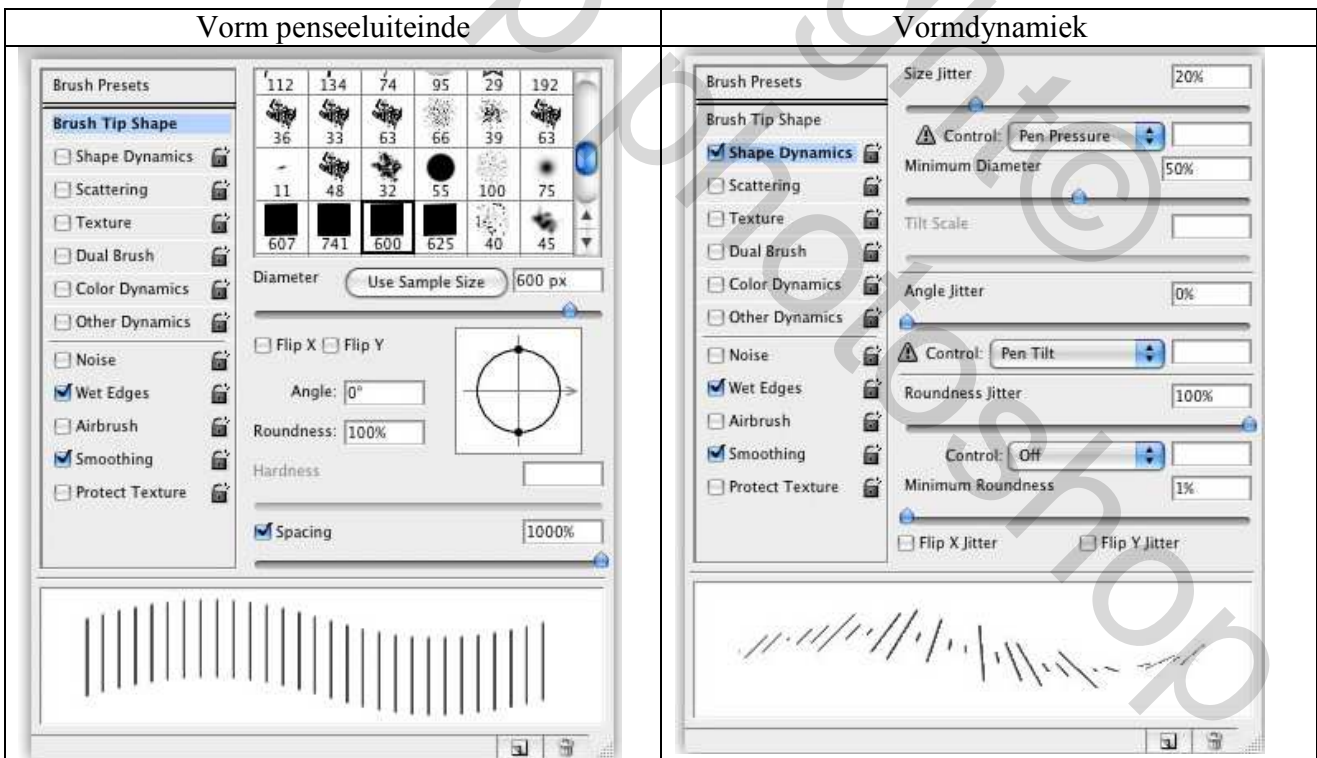 Vorm penseeluiteinde
Vormdynamiek
Brush Presets
Brush Tip Shape
Shape Dynamics
Scattering
Texture
Dual Brush
Color Dynamics
Other Dynamics
Noise
Wet Edges
Airbrush
Smoothing
Protect Texture
112 134 74 95 29 192
36 33 63 66 39 63
11 48 32 55 100 75
607 741 600 625 40 45
Diameter Use Sample Size 600 px
Flip X Flip Y
Angle: 0°
Roundness: 100%
Hardness
Spacing 1000%
Brush Presets
Brush Tip Shape
Shape Dynamics
Scattering
Texture
Dual Brush
Color Dynamics
Other Dynamics
Noise
Wet Edges
Airbrush
Smoothing
Protect Texture
Size Jitter 20%
Control: Pen Pressure
Minimum Diameter 50%
Tilt Scale
Angle Jitter 0%
Control: Pen Tilt
Roundness Jitter 100%
Control: Off
Minimum Roundness 1%
Flip X Jitter Flip Y Jitter